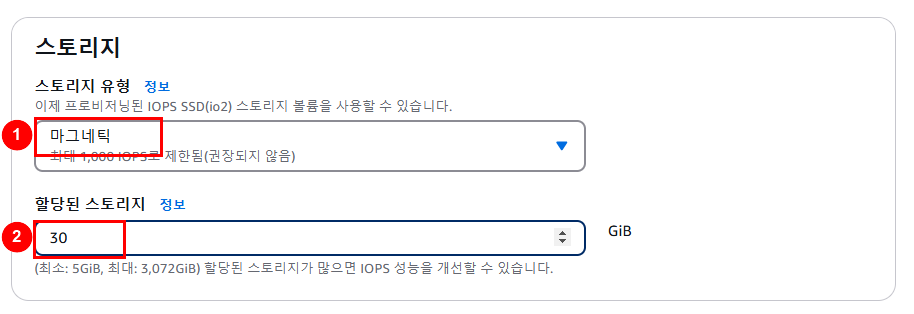 스토리지
스토리지 유형 정보
이제 프로비저닝된 IOPS SSD(io2) 스토리지 볼륨을 사용할 수 있습니다.
1 마그네틱
최대 1,000 IOPS로 제한됨(권장되지 않음)
할당된 스토리지 정보
2 30 GiB
(최소: 5GiB, 최대: 3,072GiB) 할당된 스토리지가 많으면 IOPS 성능을 개선할 수 있습니다.